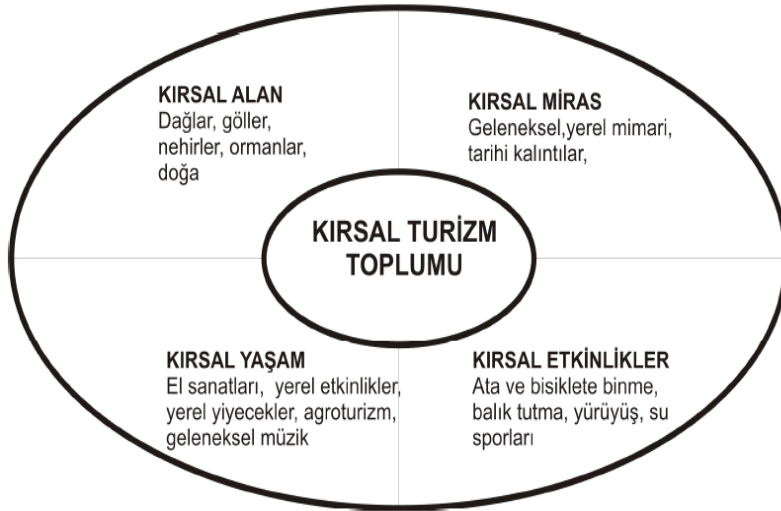 KIRSAL ALAN
Dağlar, göller,
nehirler, ormanlar,
doğa
KIRSAL MİRAS
Geleneksel,yerel mimari,
tarihi kalıntılar,
KIRSAL TURİZM
TOPLUMU
KIRSAL YAŞAM
El sanatları, yerel etkinlikler,
yerel yiyecekler, agroturizm,
geleneksel müzik
KIRSAL ETKİNLİKLER
Ata ve bisiklete binme,
balık tutma, yürüyüş, su
sporları